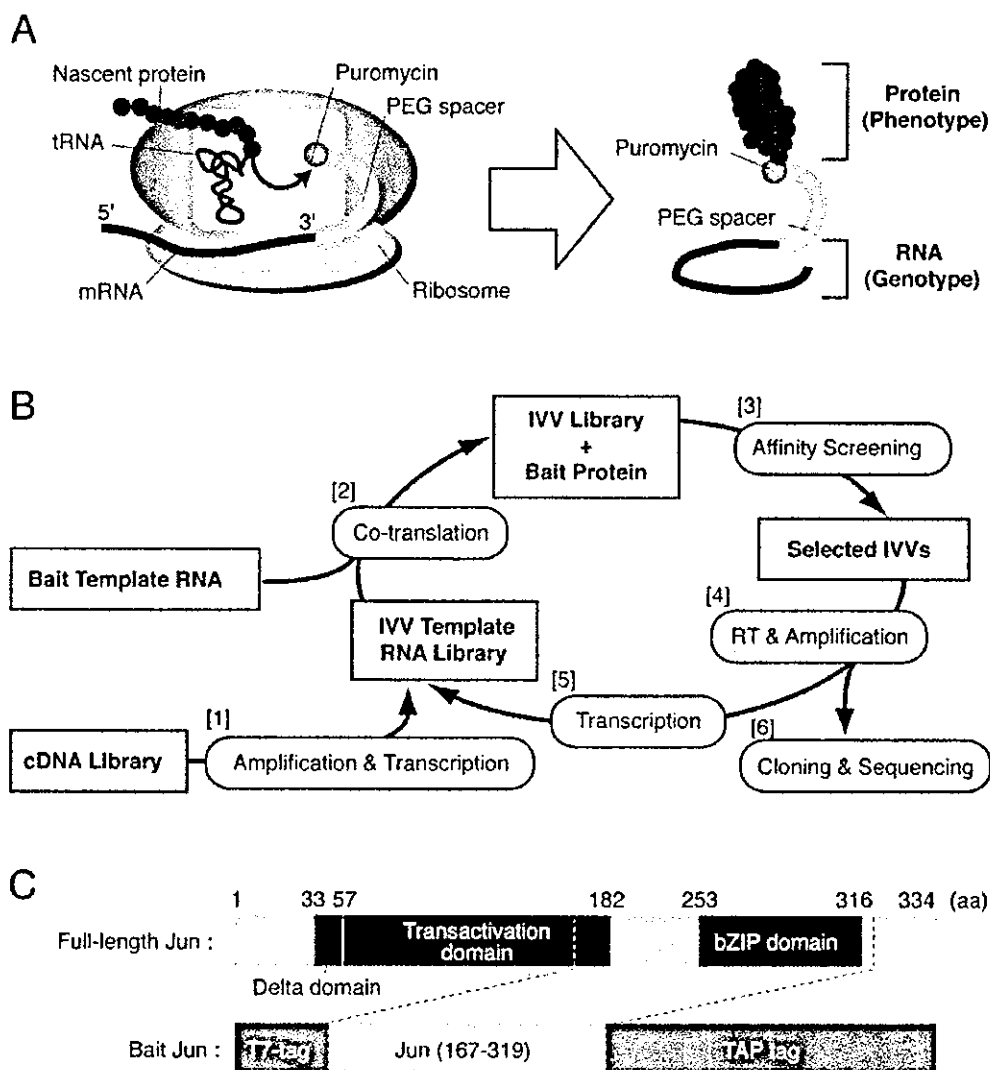 A
Nascent protein
Puromycin
PEG spacer
tRNA
5'
3'
mRNA
Ribosome
Protein
(Phenotype)
Puromycin
PEG spacer
RNA
(Genotype)
B
IVV Library
+
Bait Protein
[3]
Affinity Screening
[2]
Co-translation
Selected IVVs
Bait Template RNA
[4]
RT & Amplification
IVV Template
RNA Library
[5]
Transcription
[1]
cDNA Library
Amplification & Transcription
[6]
Cloning & Sequencing
C
1 33 57 182 253 316 334 (aa)
Full-length Jun :
Transactivation
domain
bZIP domain
Delta domain
Bait Jun :
T7-tag
Jun (167-319)
TAP tag